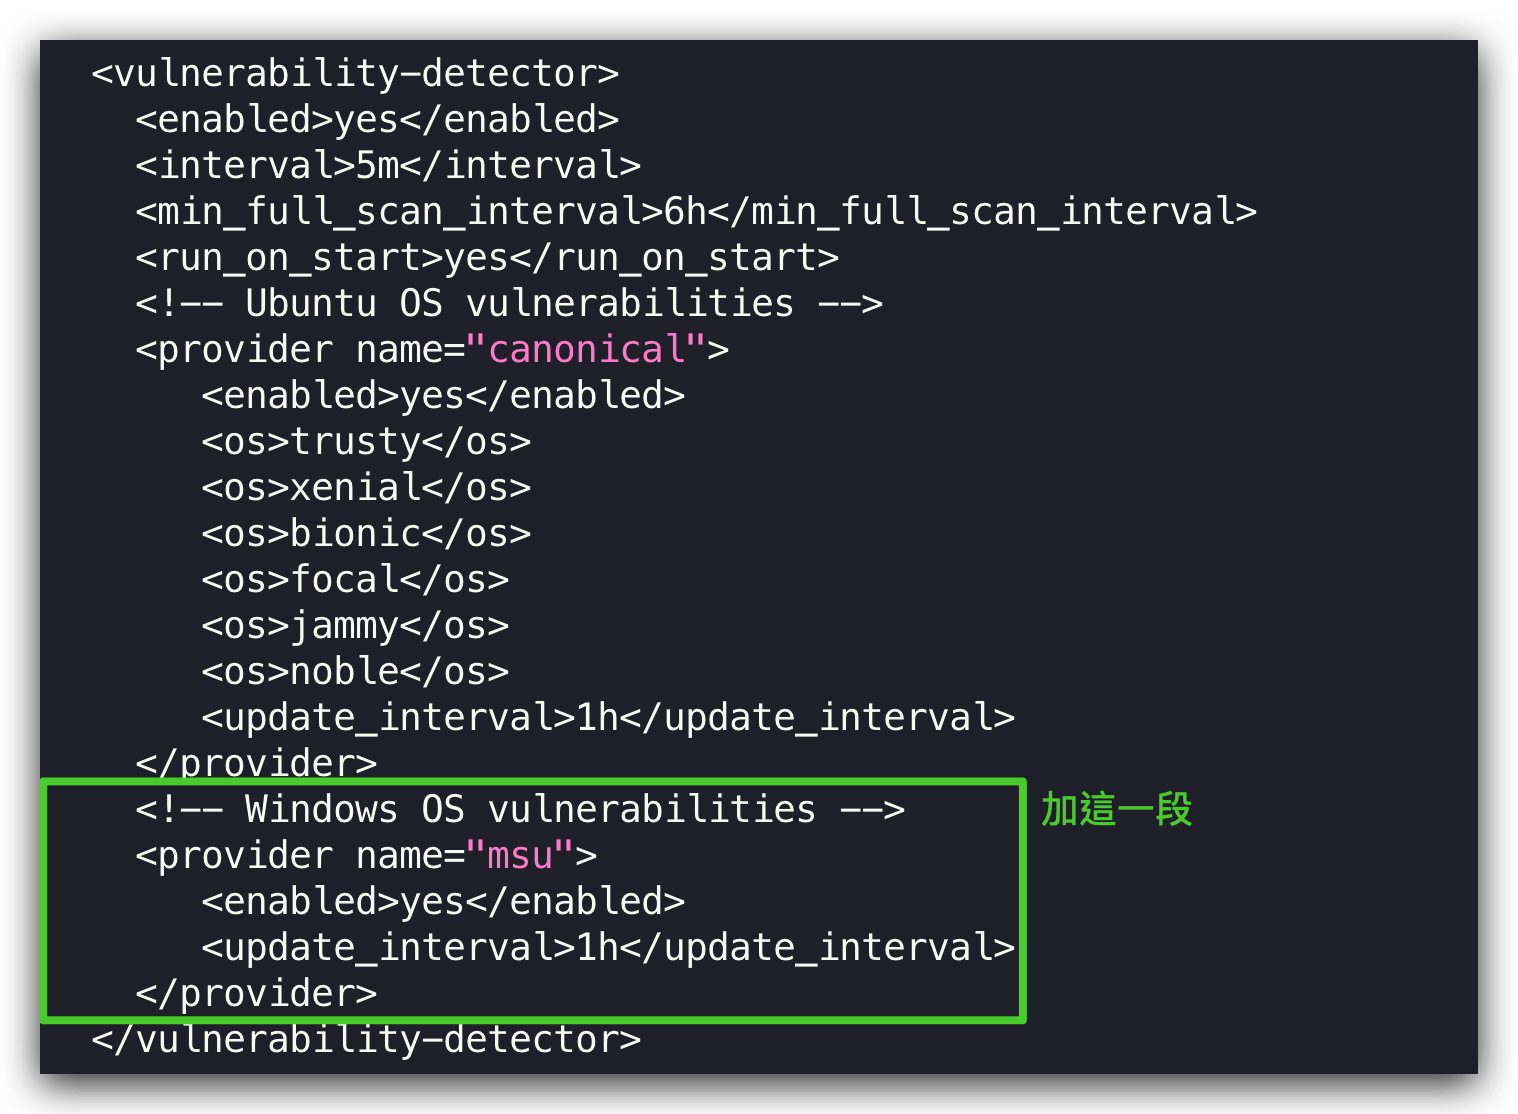 <vulnerability-detector>
<enabled>yes</enabled>
<interval>5m</interval>
<min_full_scan_interval>6h</min_full_scan_interval>
<run_on_start>yes</run_on_start>
<!-- Ubuntu OS vulnerabilities -->
<provider name="canonical">
<enabled>yes</enabled>
<os>trusty</os>
<os>xenial</os>
<os>bionic</os>
<os>focal</os>
<os>jammy</os>
<os>noble</os>
<update_interval>1h</update_interval>
</provider>
<!-- Windows OS vulnerabilities -->
加這一段
<provider name="msu">
<enabled>yes</enabled>
<update_interval>1h</update_interval>
</provider>
</vulnerability-detector>